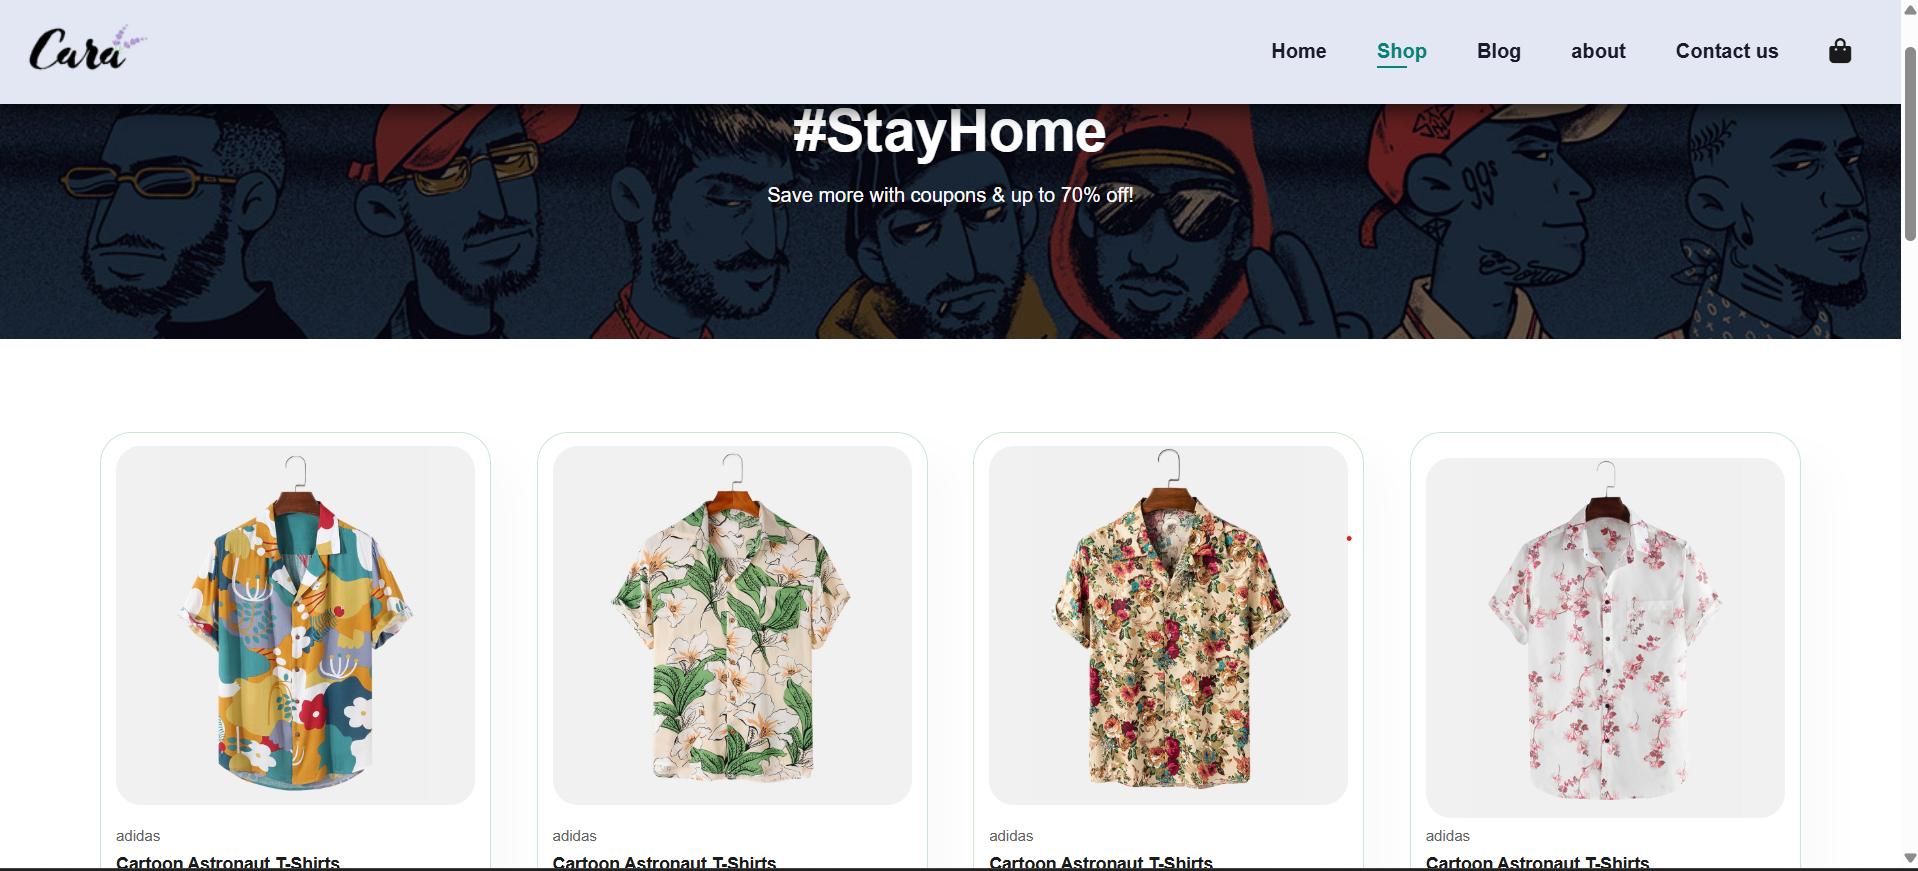 Cara
Home Shop Blog about Contact us
#StayHome
Save more with coupons & up to 70% off!
99s
adidas adidas adidas adidas
Cartoon Astronaut T-Shirts Cartoon Astronaut T-Shirts Cartoon Astronaut T-Shirts Cartoon Astronaut T-Shirts